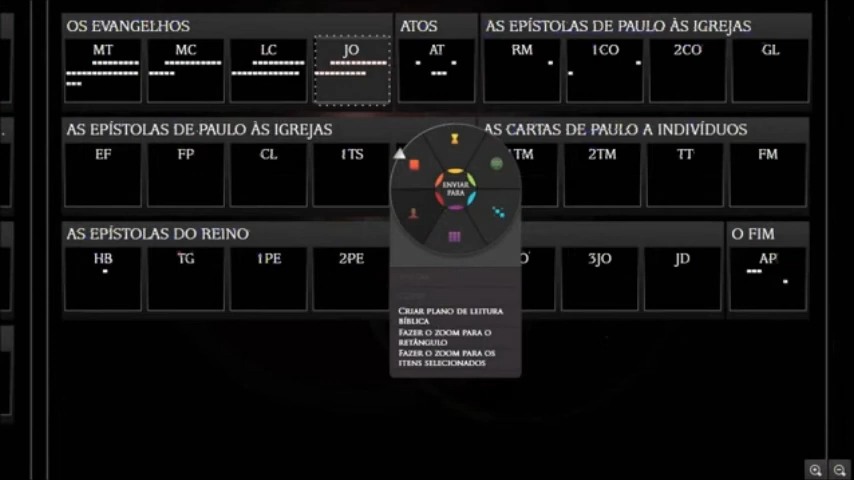 OS EVANGELHOS
ATOS
AS EPÍSTOLAS DE PAULO ÀS IGREJAS
MT
MC
LC
JO
AT
RM
1CO
2CO
GL
AS EPÍSTOLAS DE PAULO ÀS IGREJAS
AS CARTAS DE PAULO A INDIVÍDUOS
EF
FP
CL
1TS
TM
2TM
TT
FM
ENVIAR
PARA
AS EPÍSTOLAS DO REINO
O FIM
HB
TG
1PE
2PE
3JO
JD
AP
CRIAR PLANO DE LEITURA
BÍBLICA
FAZER O ZOOM PARA O
RETÂNGULO
FAZER O ZOOM PARA OS
ITENS SELECIONADOS